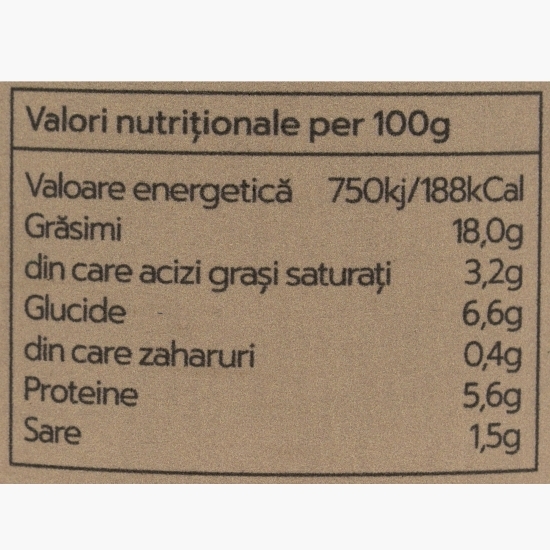 Valori nutriționale per 100g
Valoare energetică 750kj/188kCal
Grăsimi 18,0g
din care acizi grași saturați 3,2g
Glucide 6,6g
din care zaharuri 0,4g
Proteine 5,6g
Sare 1,5g